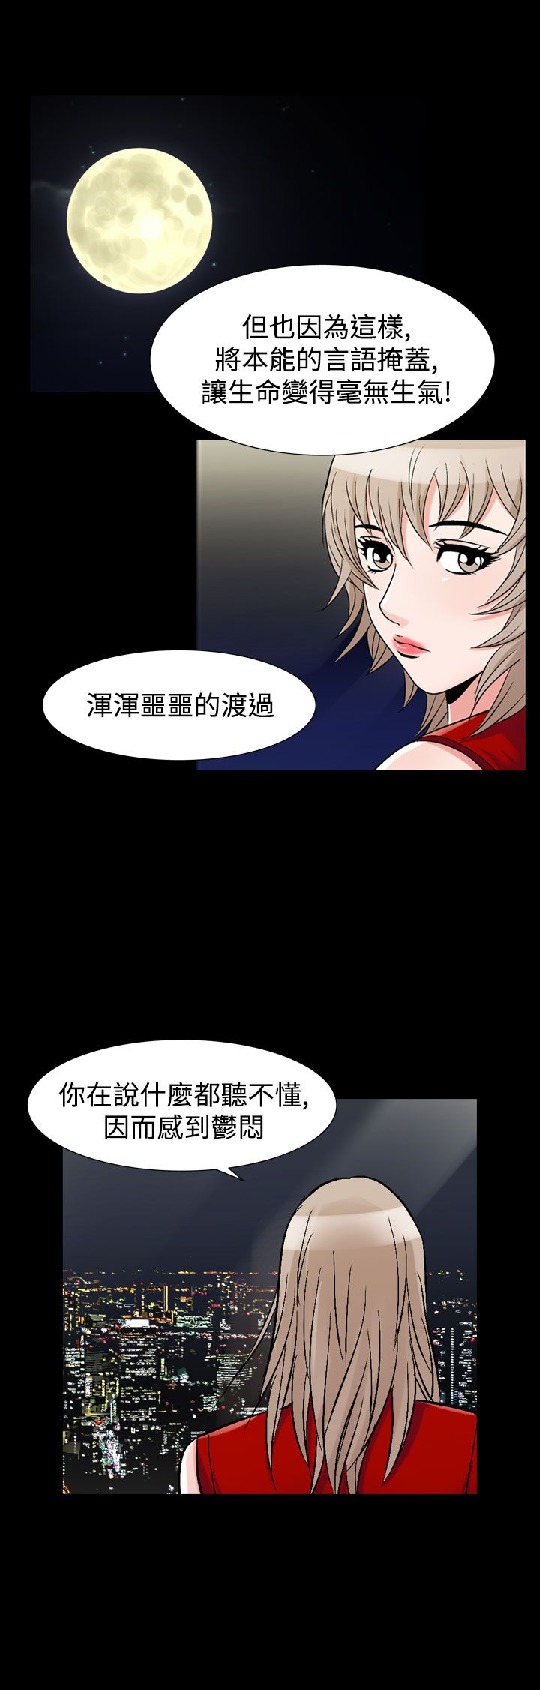 但也因為這樣,
將本能的言語掩蓋,
讓生命變得毫無生氣!
渾渾噩噩的渡過
你在說什麼都聽不懂,
因而感到鬱悶